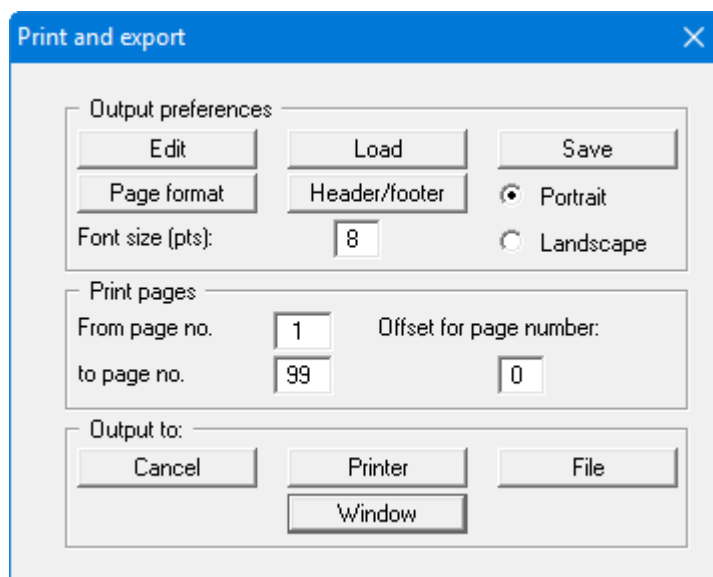 Print and export
Output preferences
Edit Load Save
Page format Header/footer Portrait
Font size (pts): 8 Landscape
Print pages
From page no. 1 Offset for page number:
to page no. 99 0
Output to:
Cancel Printer File
Window